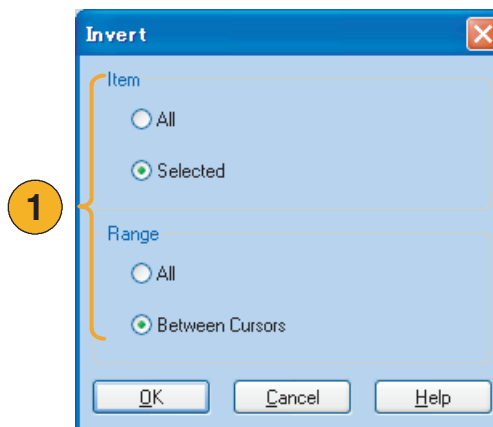 Invert
Item
All
Selected
1
Range
All
Between Cursors
OK Cancel Help